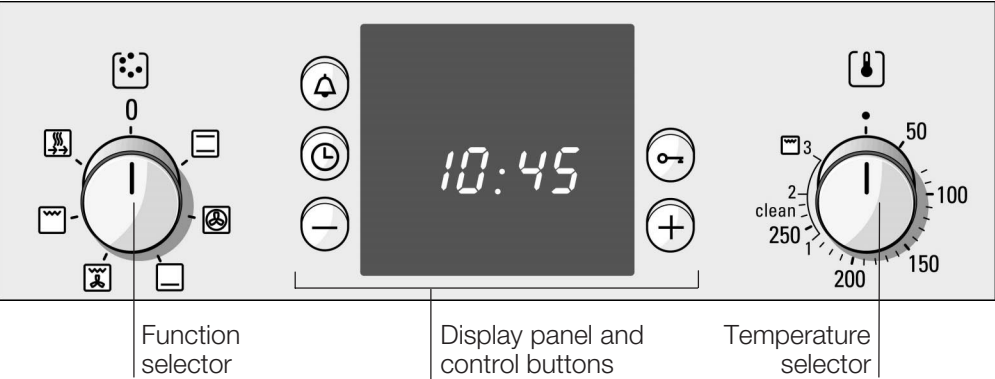 0
10:45
3
50
2
clean
100
250
1
200
150
Function
selector
Display panel and
control buttons
Temperature
selector